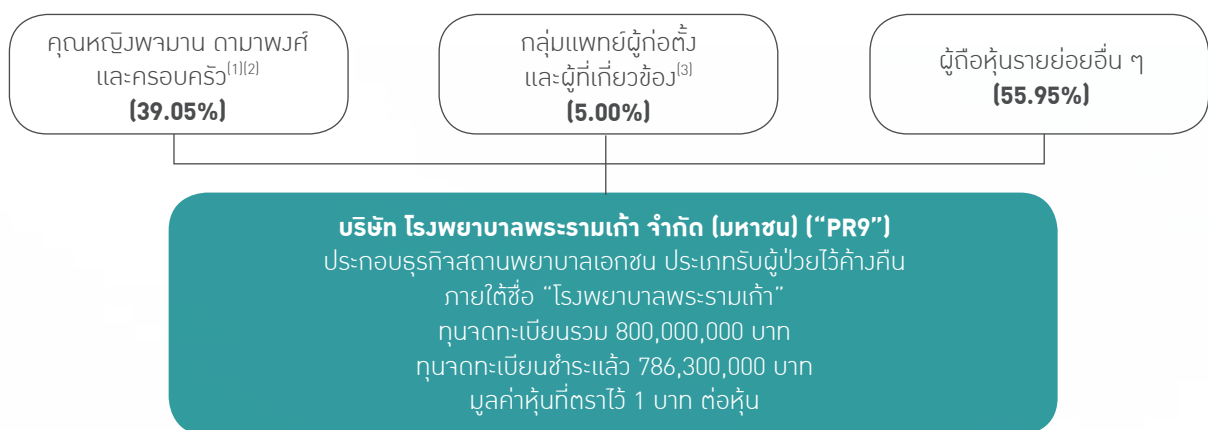 คุณหญิงพจมาน ดามาพงศ์
และครอบครัว(1)(2)
(39.05%)
กลุ่มแพทย์ผู้ก่อตั้ง
และผู้ที่เกี่ยวข้อง(3)
(5.00%)
ผู้ถือหุ้นรายย่อยอื่น ๆ
(55.95%)
บริษัท โรงพยาบาลพระรามเก้า จำกัด (มหาชน) (“PR9”)
ประกอบธุรกิจสถานพยาบาลเอกชน ประเภทรับผู้ป่วยไว้ค้างคืน
ภายใต้ชื่อ “โรงพยาบาลพระรามเก้า”
ทุนจดทะเบียนรวม 800,000,000 บาท
ทุนจดทะเบียนชำระแล้ว 786,300,000 บาท
มูลค่าหุ้นที่ตราไว้ 1 บาท ต่อหุ้น